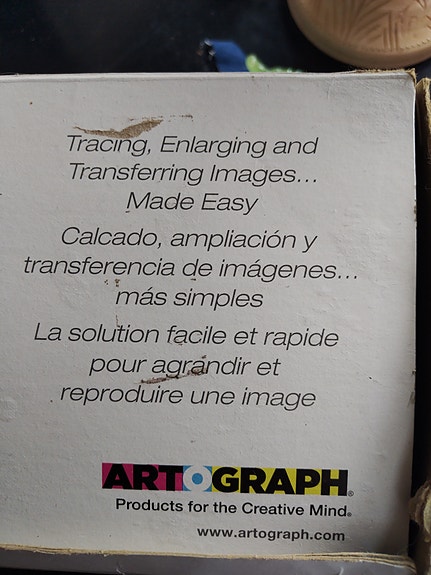 Tracing, Enlarging and
Transferring Images...
Made Easy
Calcado, ampliación y
transferencia de imágenes...
más simples
La solution facile et rapide
pour agrandir et
reproduire une image
ARTOGRAPH®
Products for the Creative Mind®
www.artograph.com